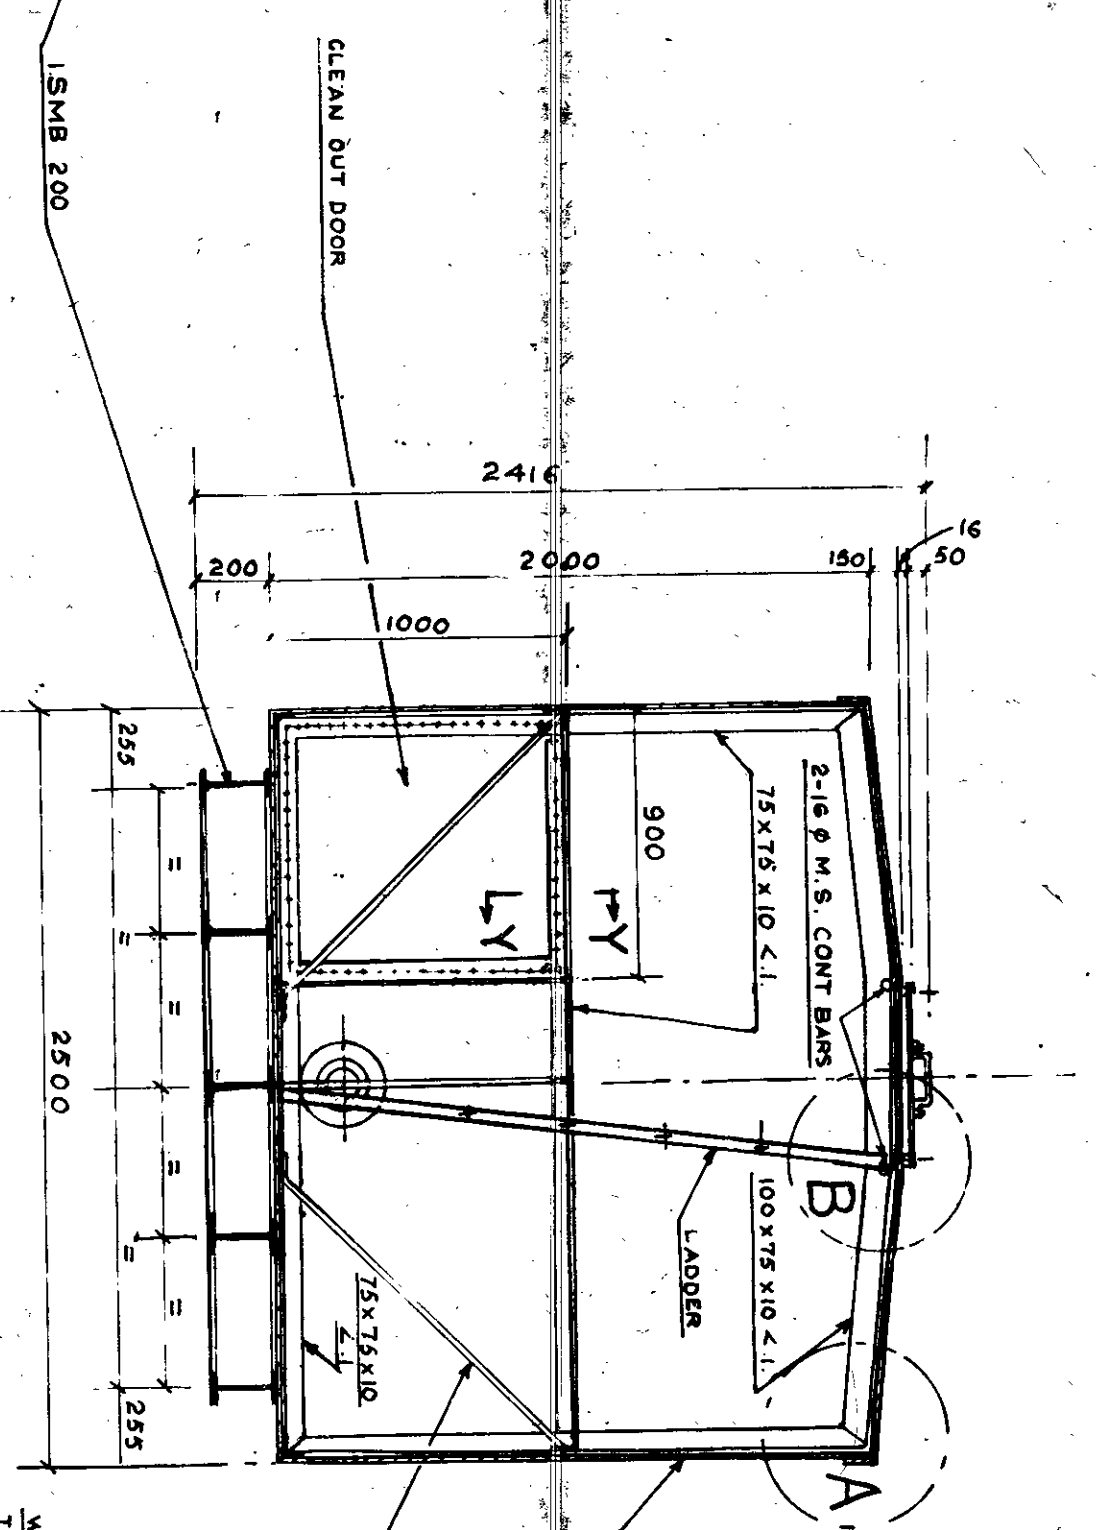 I.SMB 200
CLEAN OUT DOOR
2416
200
2000
150
16
50
1000
255
900
75 x 75 x 10 <.I.
2-16 φ M.S. CONT BARS
Y
Y
=
=
=
=
=
=
2500
255
B
100 x 75 x 10 <.I.
LADDER
75 x 75 x 10
<.I.
A